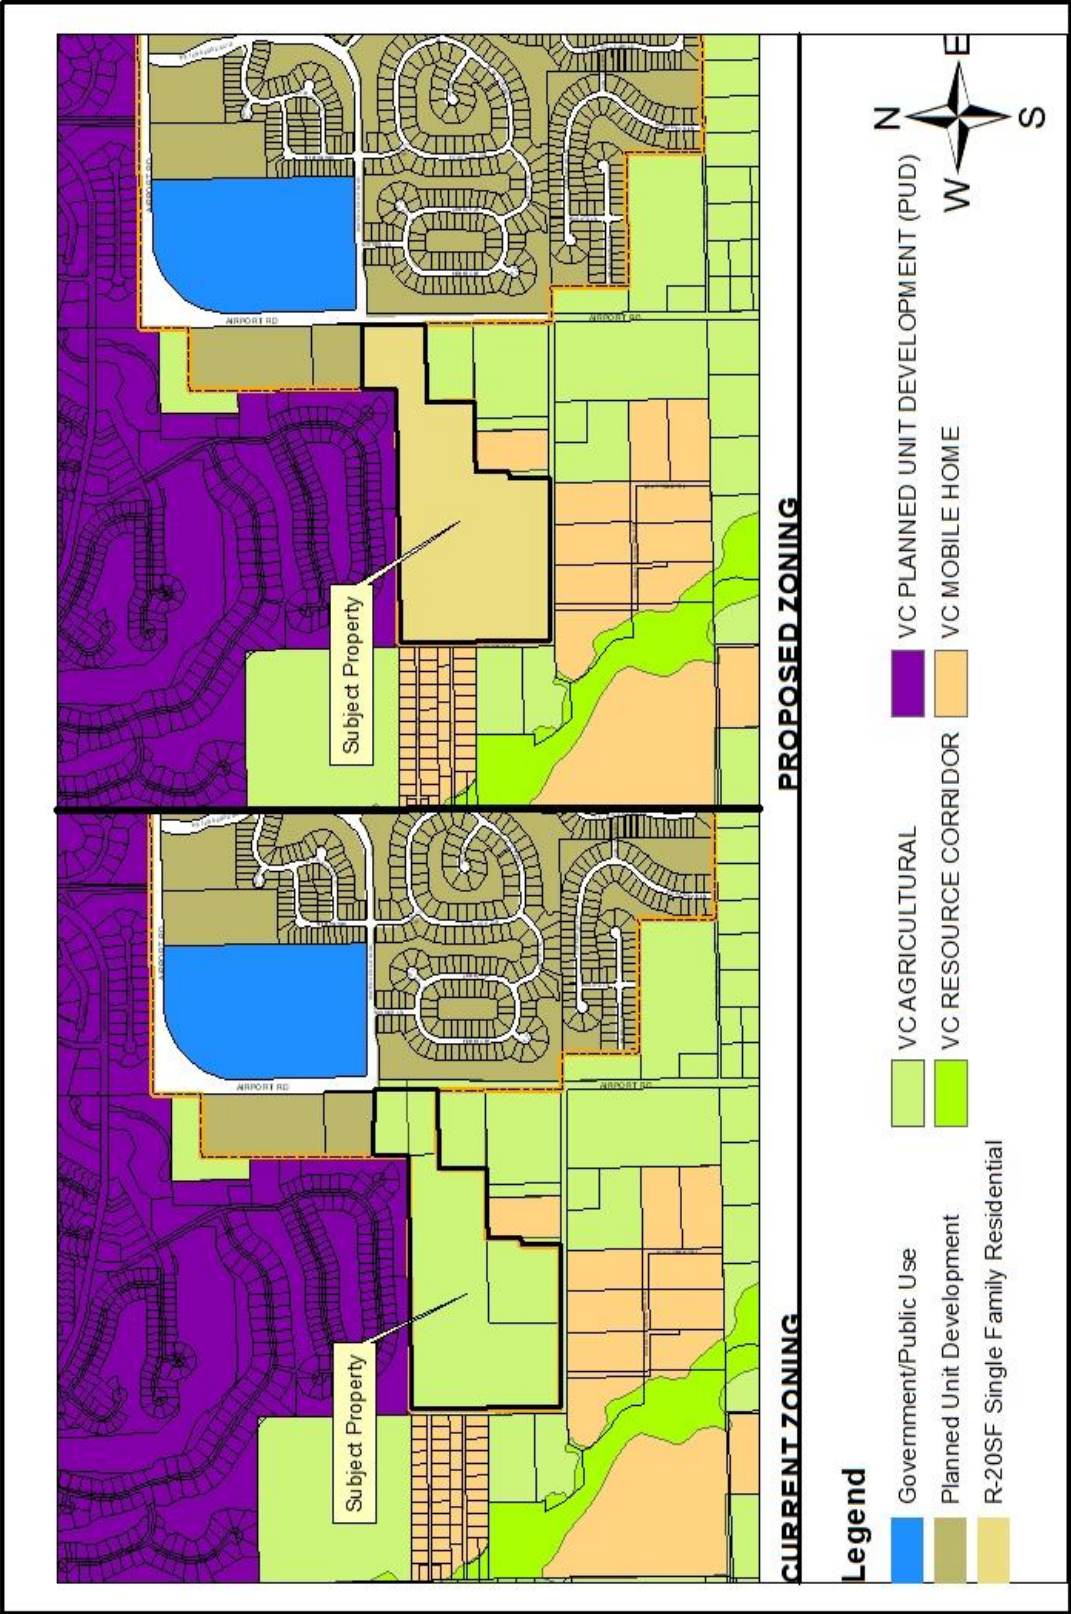 Subject Property
AIRPORT RD
AIRPORT RD
AIRPORT RD
CURRENT ZONING
Subject Property
AIRPORT RD
AIRPORT RD
AIRPORT RD
PROPOSED ZONING
Legend
Government/Public Use
Planned Unit Development
R-20SF Single Family Residential
VC AGRICULTURAL
VC RESOURCE CORRIDOR
VC PLANNED UNIT DEVELOPMENT (PUD)
VC MOBILE HOME
N
W
E
S